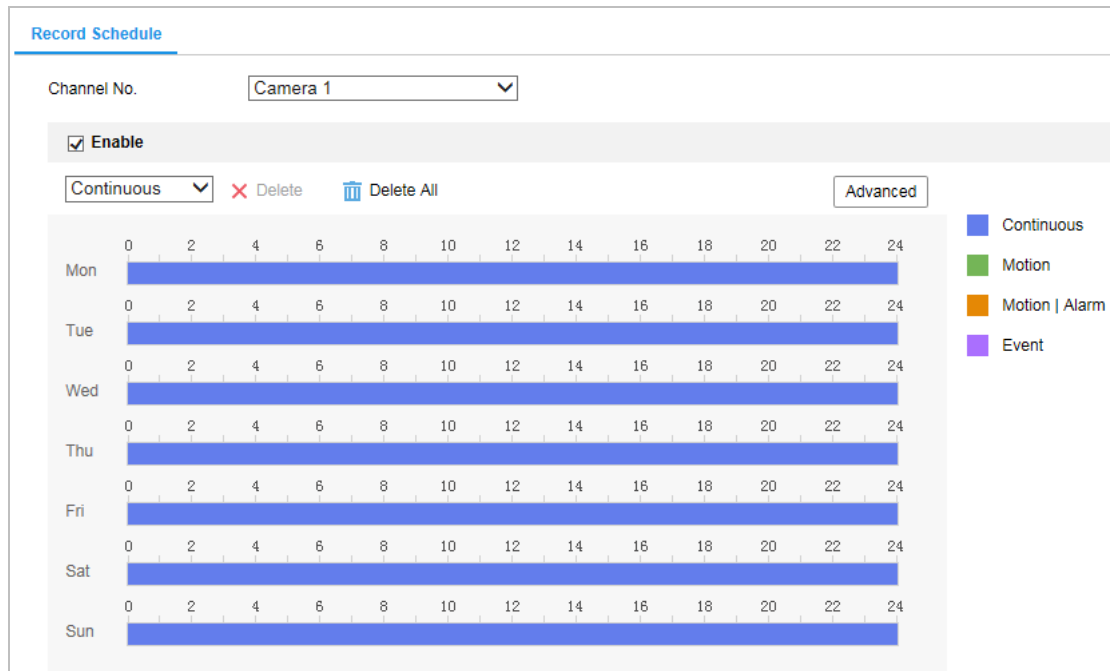 Record Schedule
Channel No. Camera 1
Enable
Continuous Delete Delete All Advanced
Continuous
Motion
Motion | Alarm
Event
0 2 4 6 8 10 12 14 16 18 20 22 24
Mon
0 2 4 6 8 10 12 14 16 18 20 22 24
Tue
0 2 4 6 8 10 12 14 16 18 20 22 24
Wed
0 2 4 6 8 10 12 14 16 18 20 22 24
Thu
0 2 4 6 8 10 12 14 16 18 20 22 24
Fri
0 2 4 6 8 10 12 14 16 18 20 22 24
Sat
0 2 4 6 8 10 12 14 16 18 20 22 24
Sun